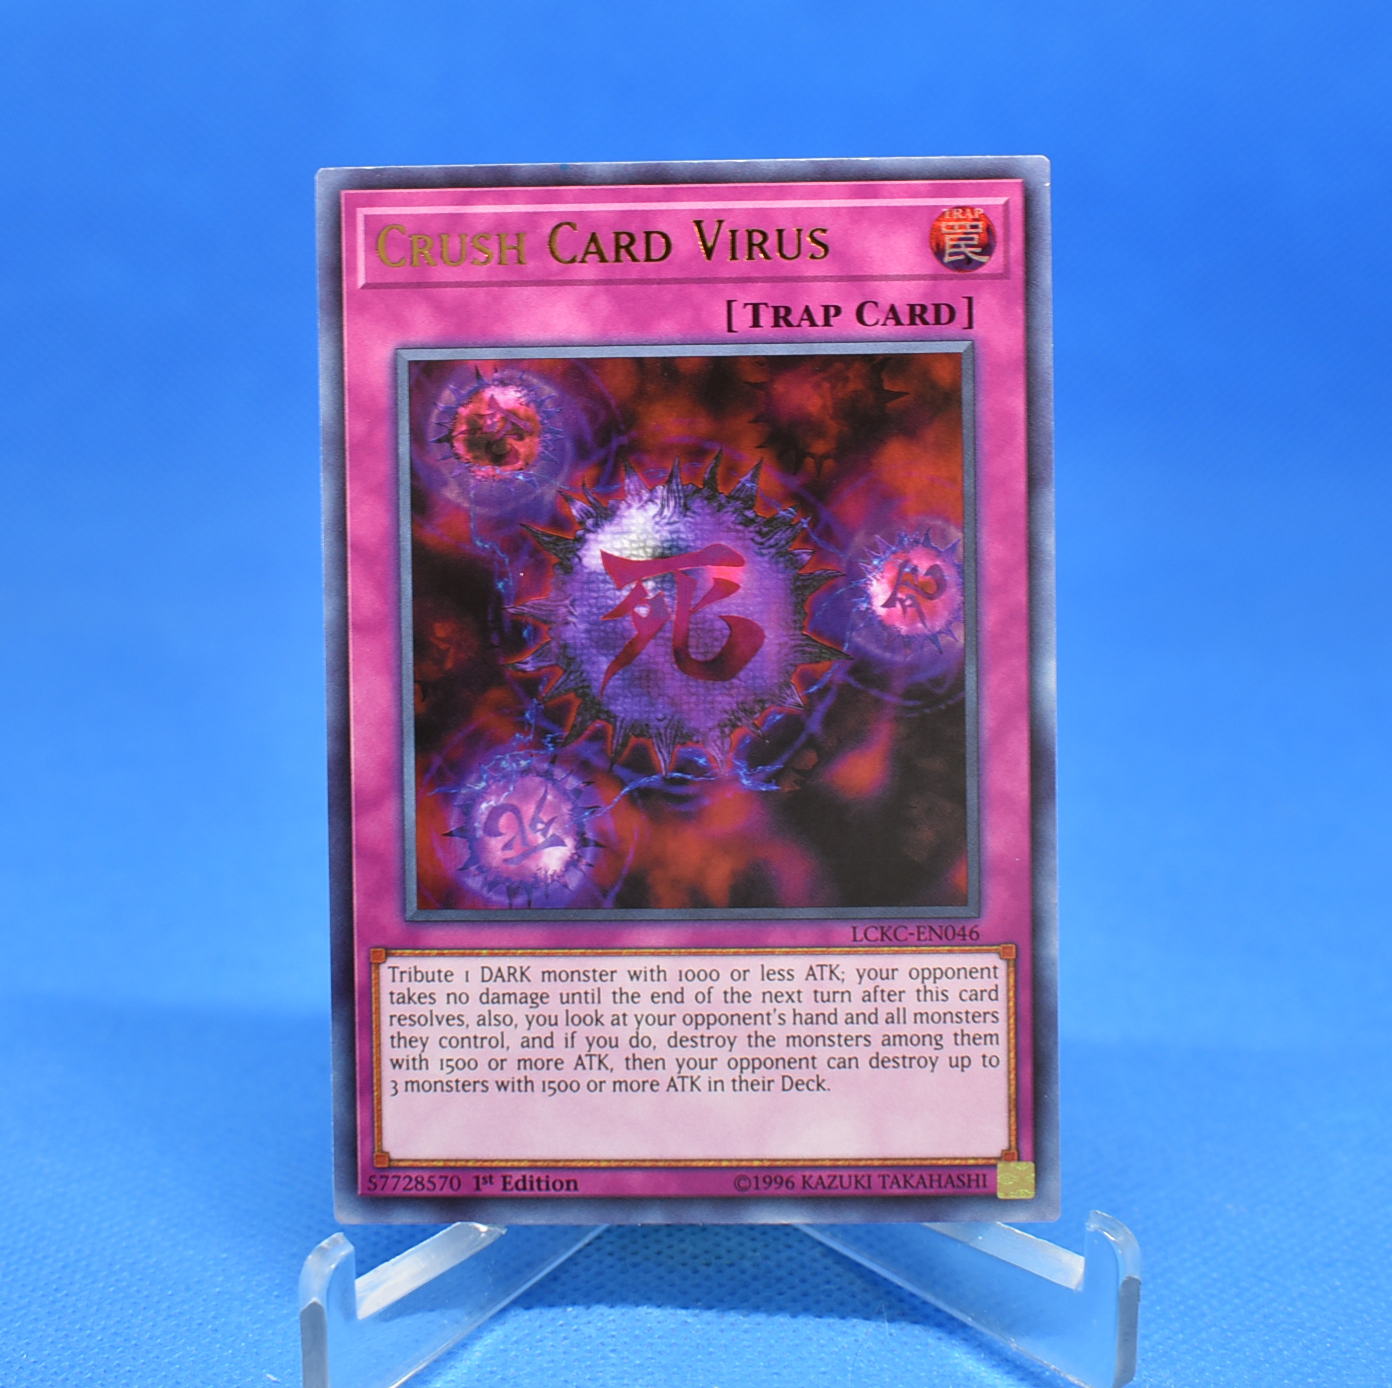 Crush Card Virus
TRAP
罠
[Trap Card]
死
死
死
LCKC-EN046
Tribute 1 DARK monster with 1000 or less ATK; your opponent
takes no damage until the end of the next turn after this card
resolves, also, you look at your opponent's hand and all monsters
they control, and if you do, destroy the monsters among them
with 1500 or more ATK, then your opponent can destroy up to
3 monsters with 1500 or more ATK in their Deck.
57728570 1st Edition
©1996 KAZUKI TAKAHASHI